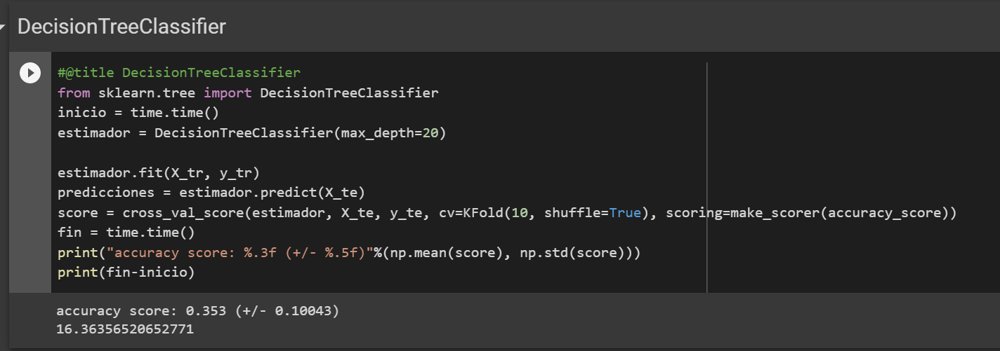 DecisionTreeClassifier
#@title DecisionTreeClassifier
from sklearn.tree import DecisionTreeClassifier
inicio = time.time()
estimador = DecisionTreeClassifier(max_depth=20)
estimador.fit(X_tr, y_tr)
predicciones = estimador.predict(X_te)
score = cross_val_score(estimador, X_te, y_te, cv=KFold(10, shuffle=True), scoring=make_scorer(accuracy_score))
fin = time.time()
print("accuracy score: %.3f (+/- %.5f)"%(np.mean(score), np.std(score)))
print(fin-inicio)
accuracy score: 0.353 (+/- 0.10043)
16.36356520652771